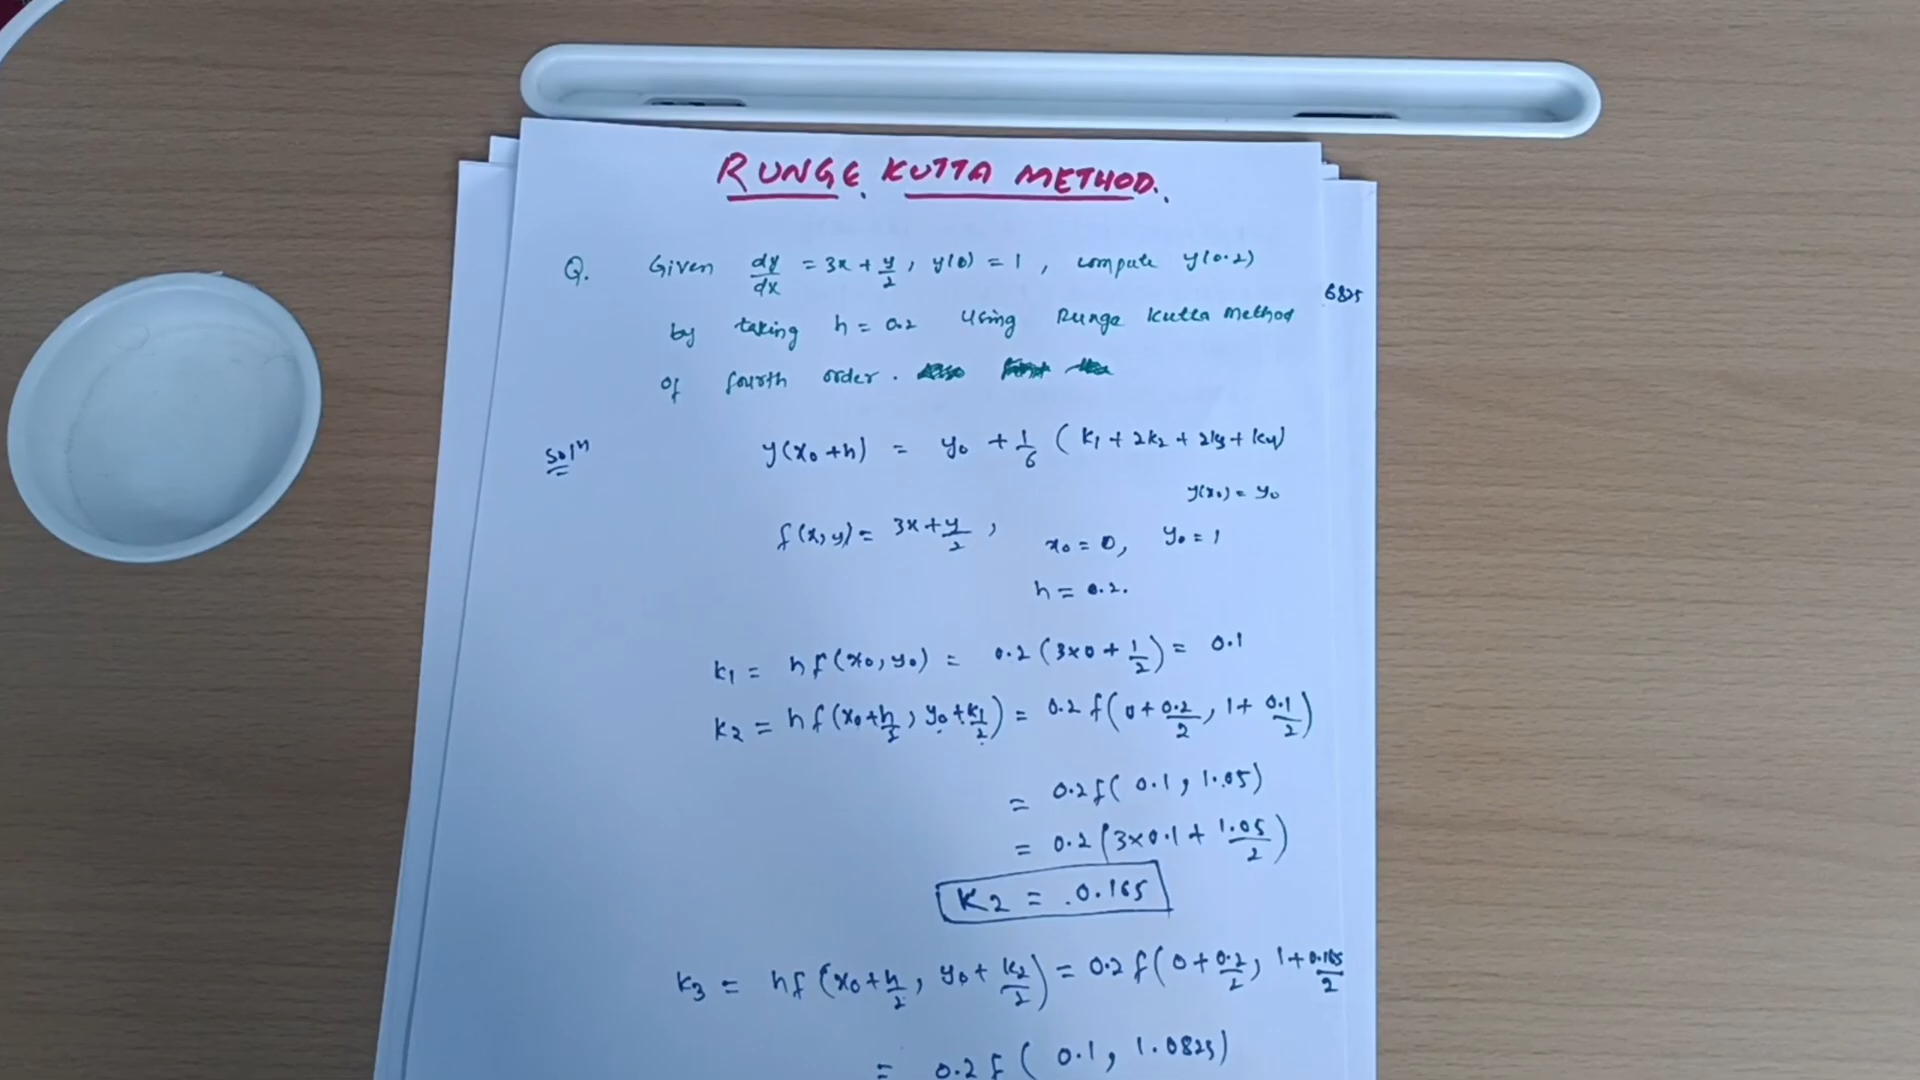 RUNGE KUTTA METHOD.
Q. Given dy/dx = 3x + y/2, y(0) = 1, compute y(0.2)
6825
by taking h = 0.2 Using Runge Kutta Method
of fourth order.
Solⁿ y(x₀+h) = y₀ + 1/6 (k₁ + 2k₂ + 2k₃ + k₄)
y(x₀) = y₀
f(x,y) = 3x + y/2, x₀ = 0, y₀ = 1
h = 0.2.
k₁ = hf(x₀, y₀) = 0.2 (3×0 + 1/2) = 0.1
k₂ = hf(x₀+h/2, y₀+k₁/2) = 0.2 f(0 + 0.2/2, 1 + 0.1/2)
= 0.2 f(0.1, 1.05)
= 0.2 (3×0.1 + 1.05/2)
K₂ = 0.165
k₃ = hf(x₀+h/2, y₀ + k₂/2) = 0.2 f(0 + 0.2/2, 1 + 0.165/2
= 0.2 f(0.1, 1.0825)